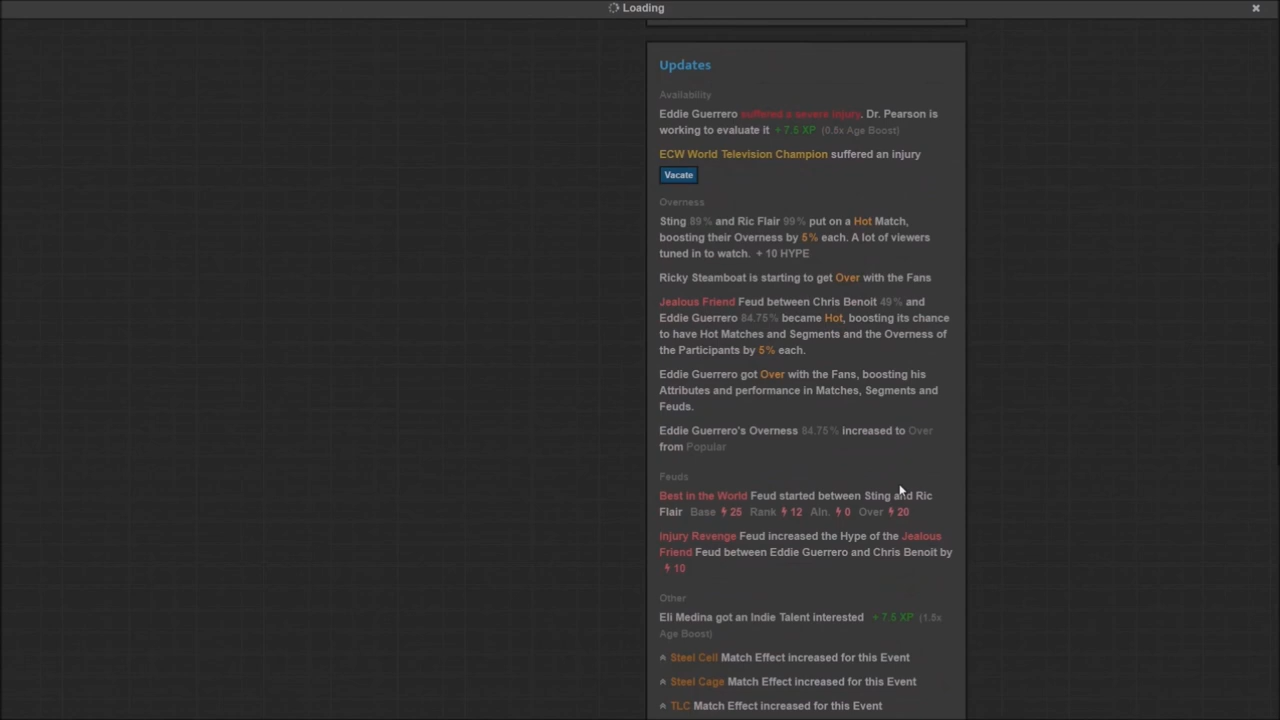 Loading
Updates
Availability
Eddie Guerrero suffered a severe injury. Dr. Pearson is
working to evaluate it + 7.5 XP (0.5x Age Boost)
ECW World Television Champion suffered an injury
Vacate
Overness
Sting 89% and Ric Flair 99% put on a Hot Match,
boosting their Overness by 5% each. A lot of viewers
tuned in to watch. + 10 HYPE
Ricky Steamboat is starting to get Over with the Fans
Jealous Friend Feud between Chris Benoit 49% and
Eddie Guerrero 84.75% became Hot, boosting its chance
to have Hot Matches and Segments and the Overness of
the Participants by 5% each.
Eddie Guerrero got Over with the Fans, boosting his
Attributes and performance in Matches, Segments and
Feuds.
Eddie Guerrero's Overness 84.75% increased to Over
from Popular
Feuds
Best in the World Feud started between Sting and Ric
Flair Base 25 Rank 12 Aln. 0 Over 20
Injury Revenge Feud increased the Hype of the Jealous
Friend Feud between Eddie Guerrero and Chris Benoit by
10
Other
Eli Medina got an Indie Talent interested + 7.5 XP (1.5x
Age Boost)
Steel Cell Match Effect increased for this Event
Steel Cage Match Effect increased for this Event
TLC Match Effect increased for this Event